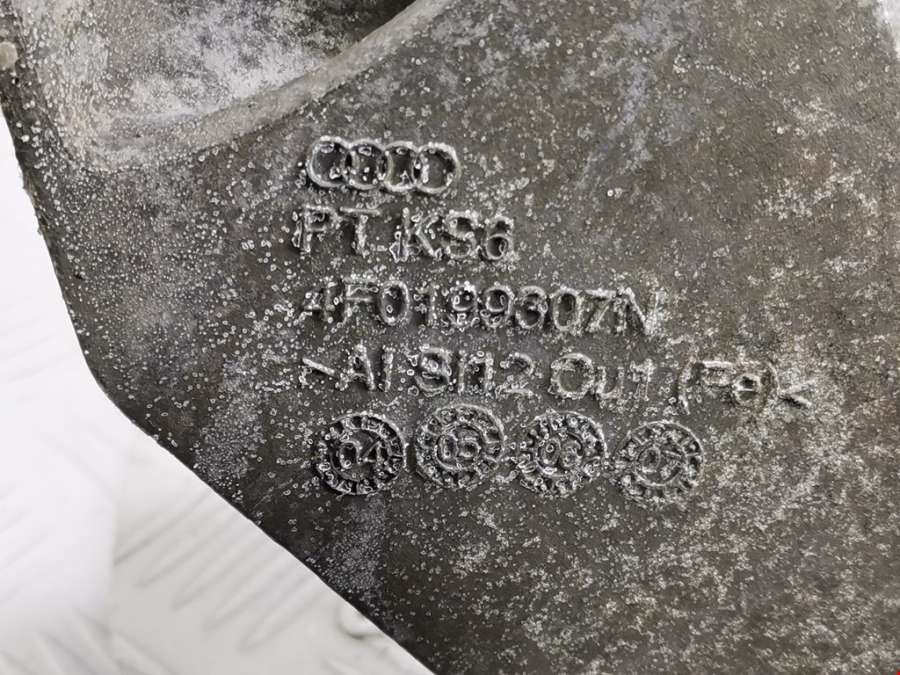 PT KS6
4F0199307N
>Al Si12 Cu1 (Fe)<
04 05 06 07